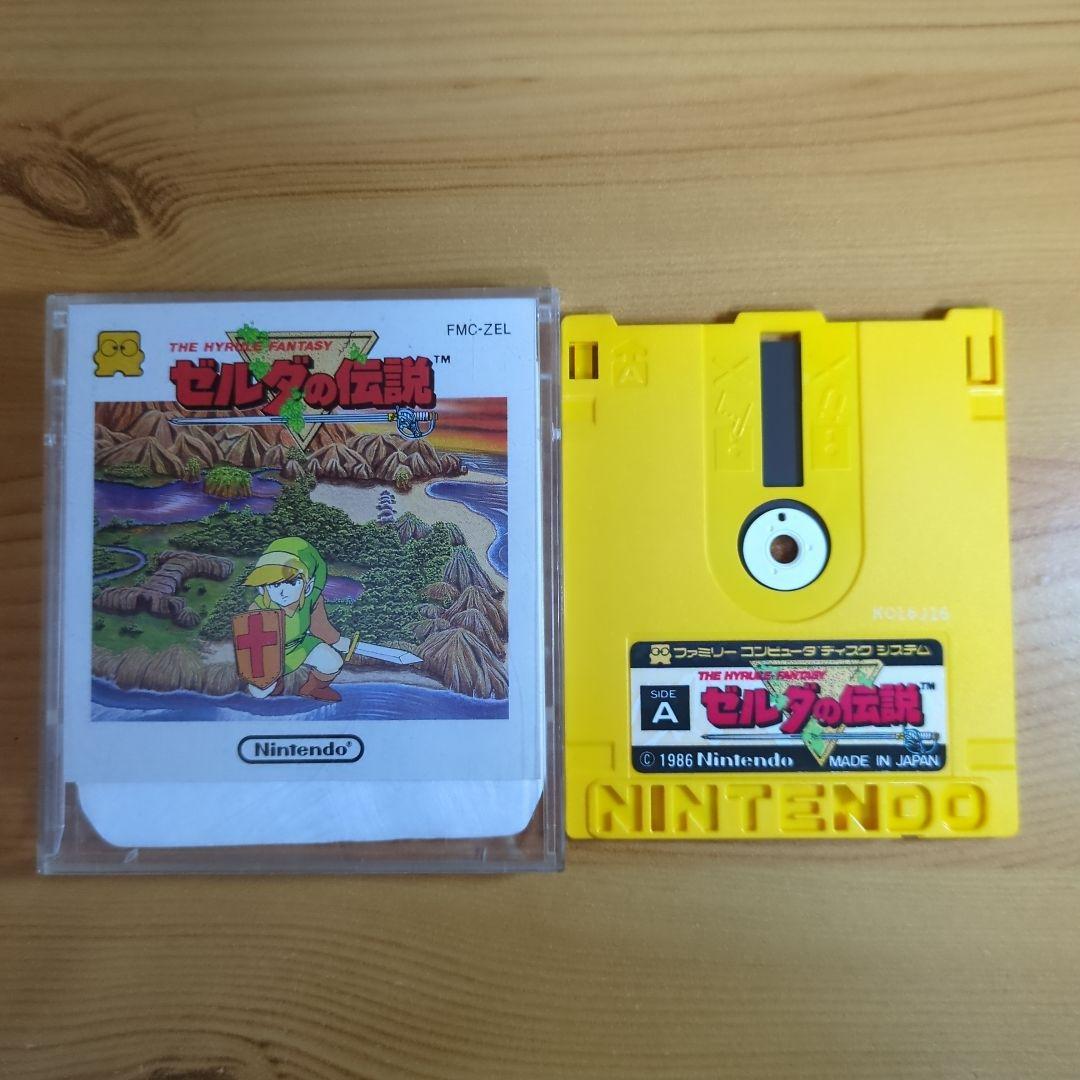 FMC-ZEL
THE HYRULE FANTASY
ゼルダの伝説™
Nintendo®
A
ファミリー コンピュータ ディスク システム
THE HYRULE FANTASY
SIDE
A
ゼルダの伝説™
© 1986 Nintendo MADE IN JAPAN
NINTENDO